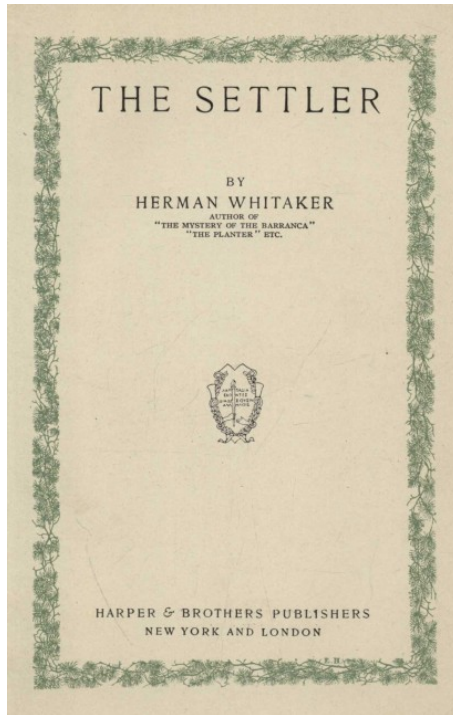 THE SETTLER
BY
HERMAN WHITAKER
AUTHOR OF
"THE MYSTERY OF THE BARRANCA"
"THE PLANTER" ETC.
HARPER & BROTHERS PUBLISHERS
NEW YORK AND LONDON